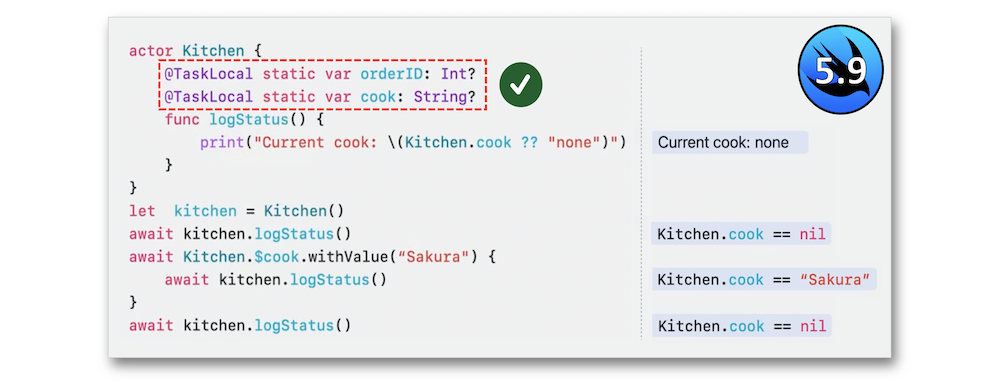 actor Kitchen {
@TaskLocal static var orderID: Int?
@TaskLocal static var cook: String?
func logStatus() {
print("Current cook: \(Kitchen.cook ?? "none")")
}
}
let  kitchen = Kitchen()
await kitchen.logStatus()
await Kitchen.$cook.withValue(“Sakura") {
await kitchen.logStatus()
}
await kitchen.logStatus()
5.9
Current cook: none
Kitchen.cook == nil
Kitchen.cook == “Sakura”
Kitchen.cook == nil